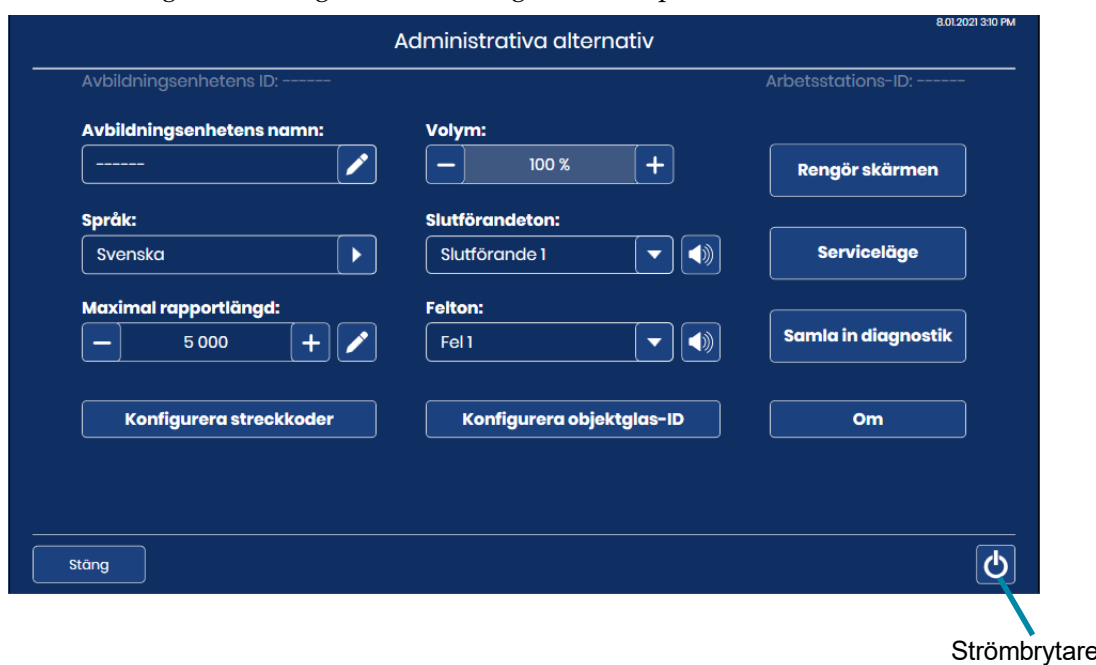 8.01.2021 3:10 PM
Administrativa alternativ
Avbildningsenhetens ID: ------
Arbetsstations-ID: ------
Avbildningsenhetens namn:
Volym:
------
100 %
Rengör skärmen
Språk:
Slutförandeton:
Svenska
Slutförande 1
Serviceläge
Maximal rapportlängd:
Felton:
5 000
Fel 1
Samla in diagnostik
Konfigurera streckkoder
Konfigurera objektglas-ID
Om
Stäng
Strömbrytare